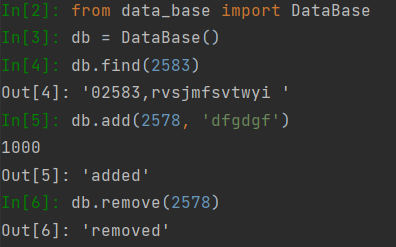 In[2]: from data_base import DataBase
In[3]: db = DataBase()
In[4]: db.find(2583)
Out[4]: '02583,rvsjmfsvtwyi '
In[5]: db.add(2578, 'dfgdgf')
1000
Out[5]: 'added'
In[6]: db.remove(2578)
Out[6]: 'removed'